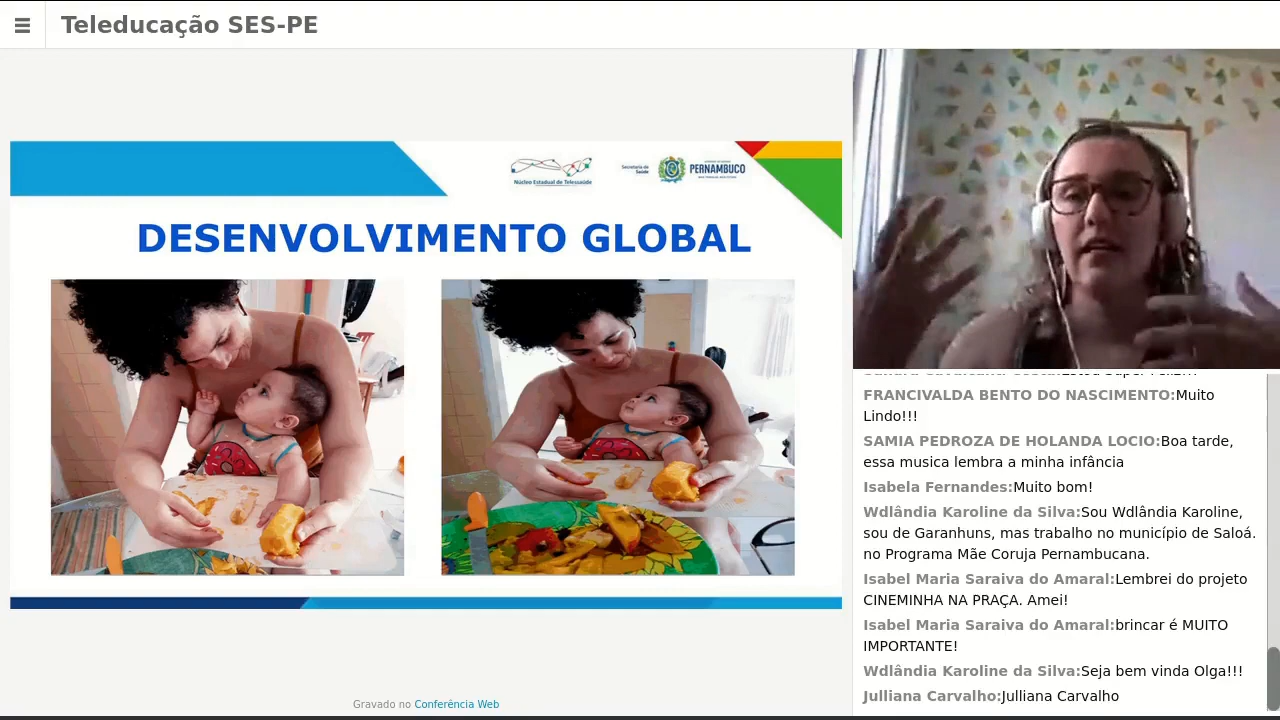 Teleducação SES-PE
Núcleo Estadual de Telessaúde
Secretaria de
Saúde
PERNAMBUCO
DESENVOLVIMENTO GLOBAL
FRANCIVALDA BENTO DO NASCIMENTO:Muito
Lindo!!!
SAMIA PEDROZA DE HOLANDA LOCIO:Boa tarde,
essa musica lembra a minha infância
Isabela Fernandes:Muito bom!
Wdlândia Karoline da Silva:Sou Wdlândia Karoline,
sou de Garanhuns, mas trabalho no município de Saloá.
no Programa Mãe Coruja Pernambucana.
Isabel Maria Saraiva do Amaral:Lembrei do projeto
CINEMINHA NA PRAÇA. Amei!
Isabel Maria Saraiva do Amaral:brincar é MUITO
IMPORTANTE!
Wdlândia Karoline da Silva:Seja bem vinda Olga!!!
Julliana Carvalho:Julliana Carvalho
Gravado no Conferência Web